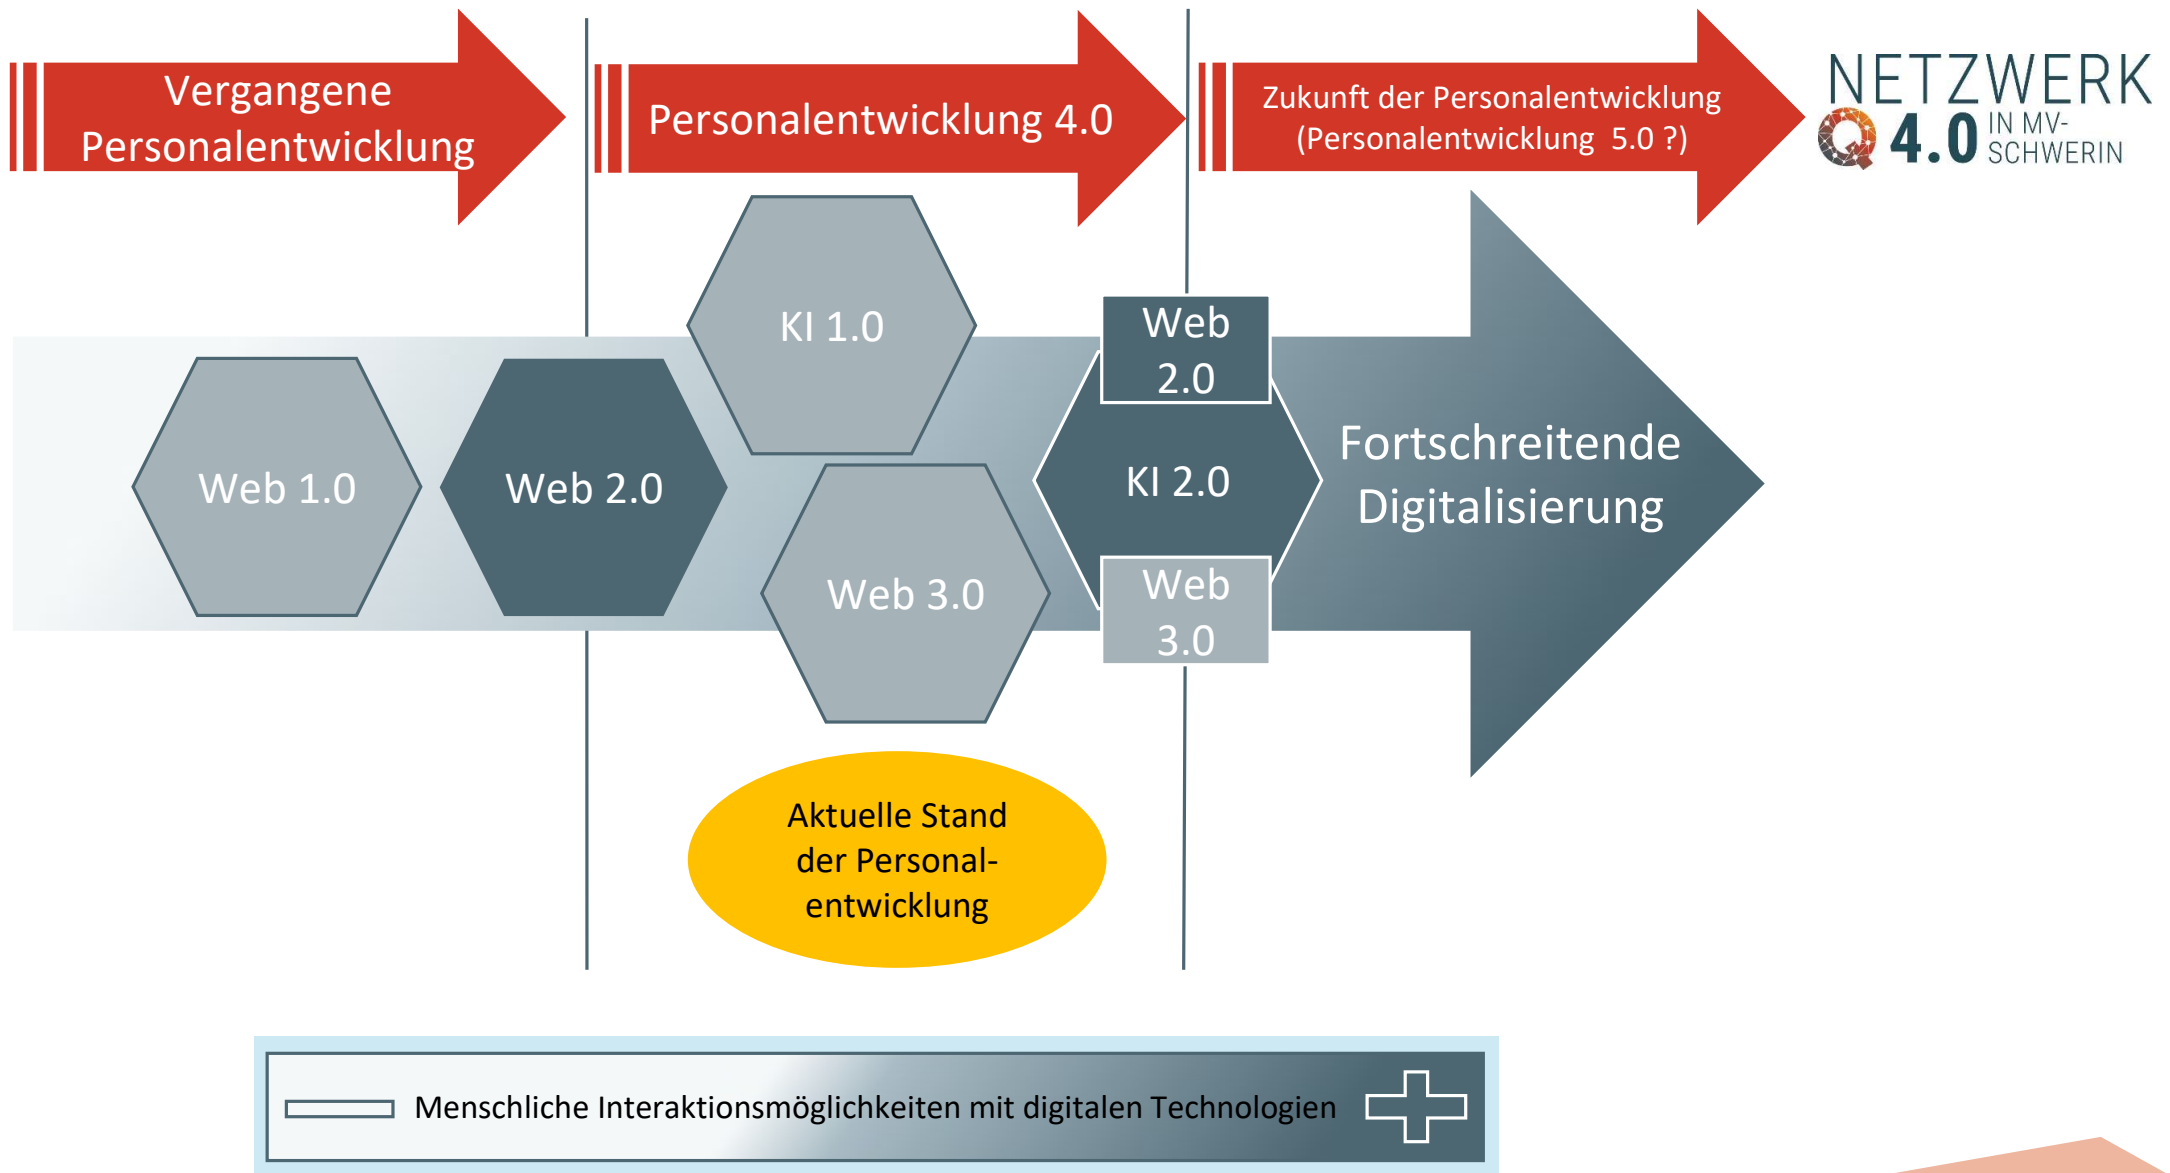 Vergangene
Personalentwicklung
Personalentwicklung 4.0
Zukunft der Personalentwicklung
(Personalentwicklung 5.0 ?)
NETZWERK
Q 4.0 IN MV-
SCHWERIN
KI 1.0
Web
2.0
Web 1.0
Web 2.0
KI 2.0
Fortschreitende
Digitalisierung
Web 3.0
Web
3.0
Aktuelle Stand
der Personal-
entwicklung
Menschliche Interaktionsmöglichkeiten mit digitalen Technologien